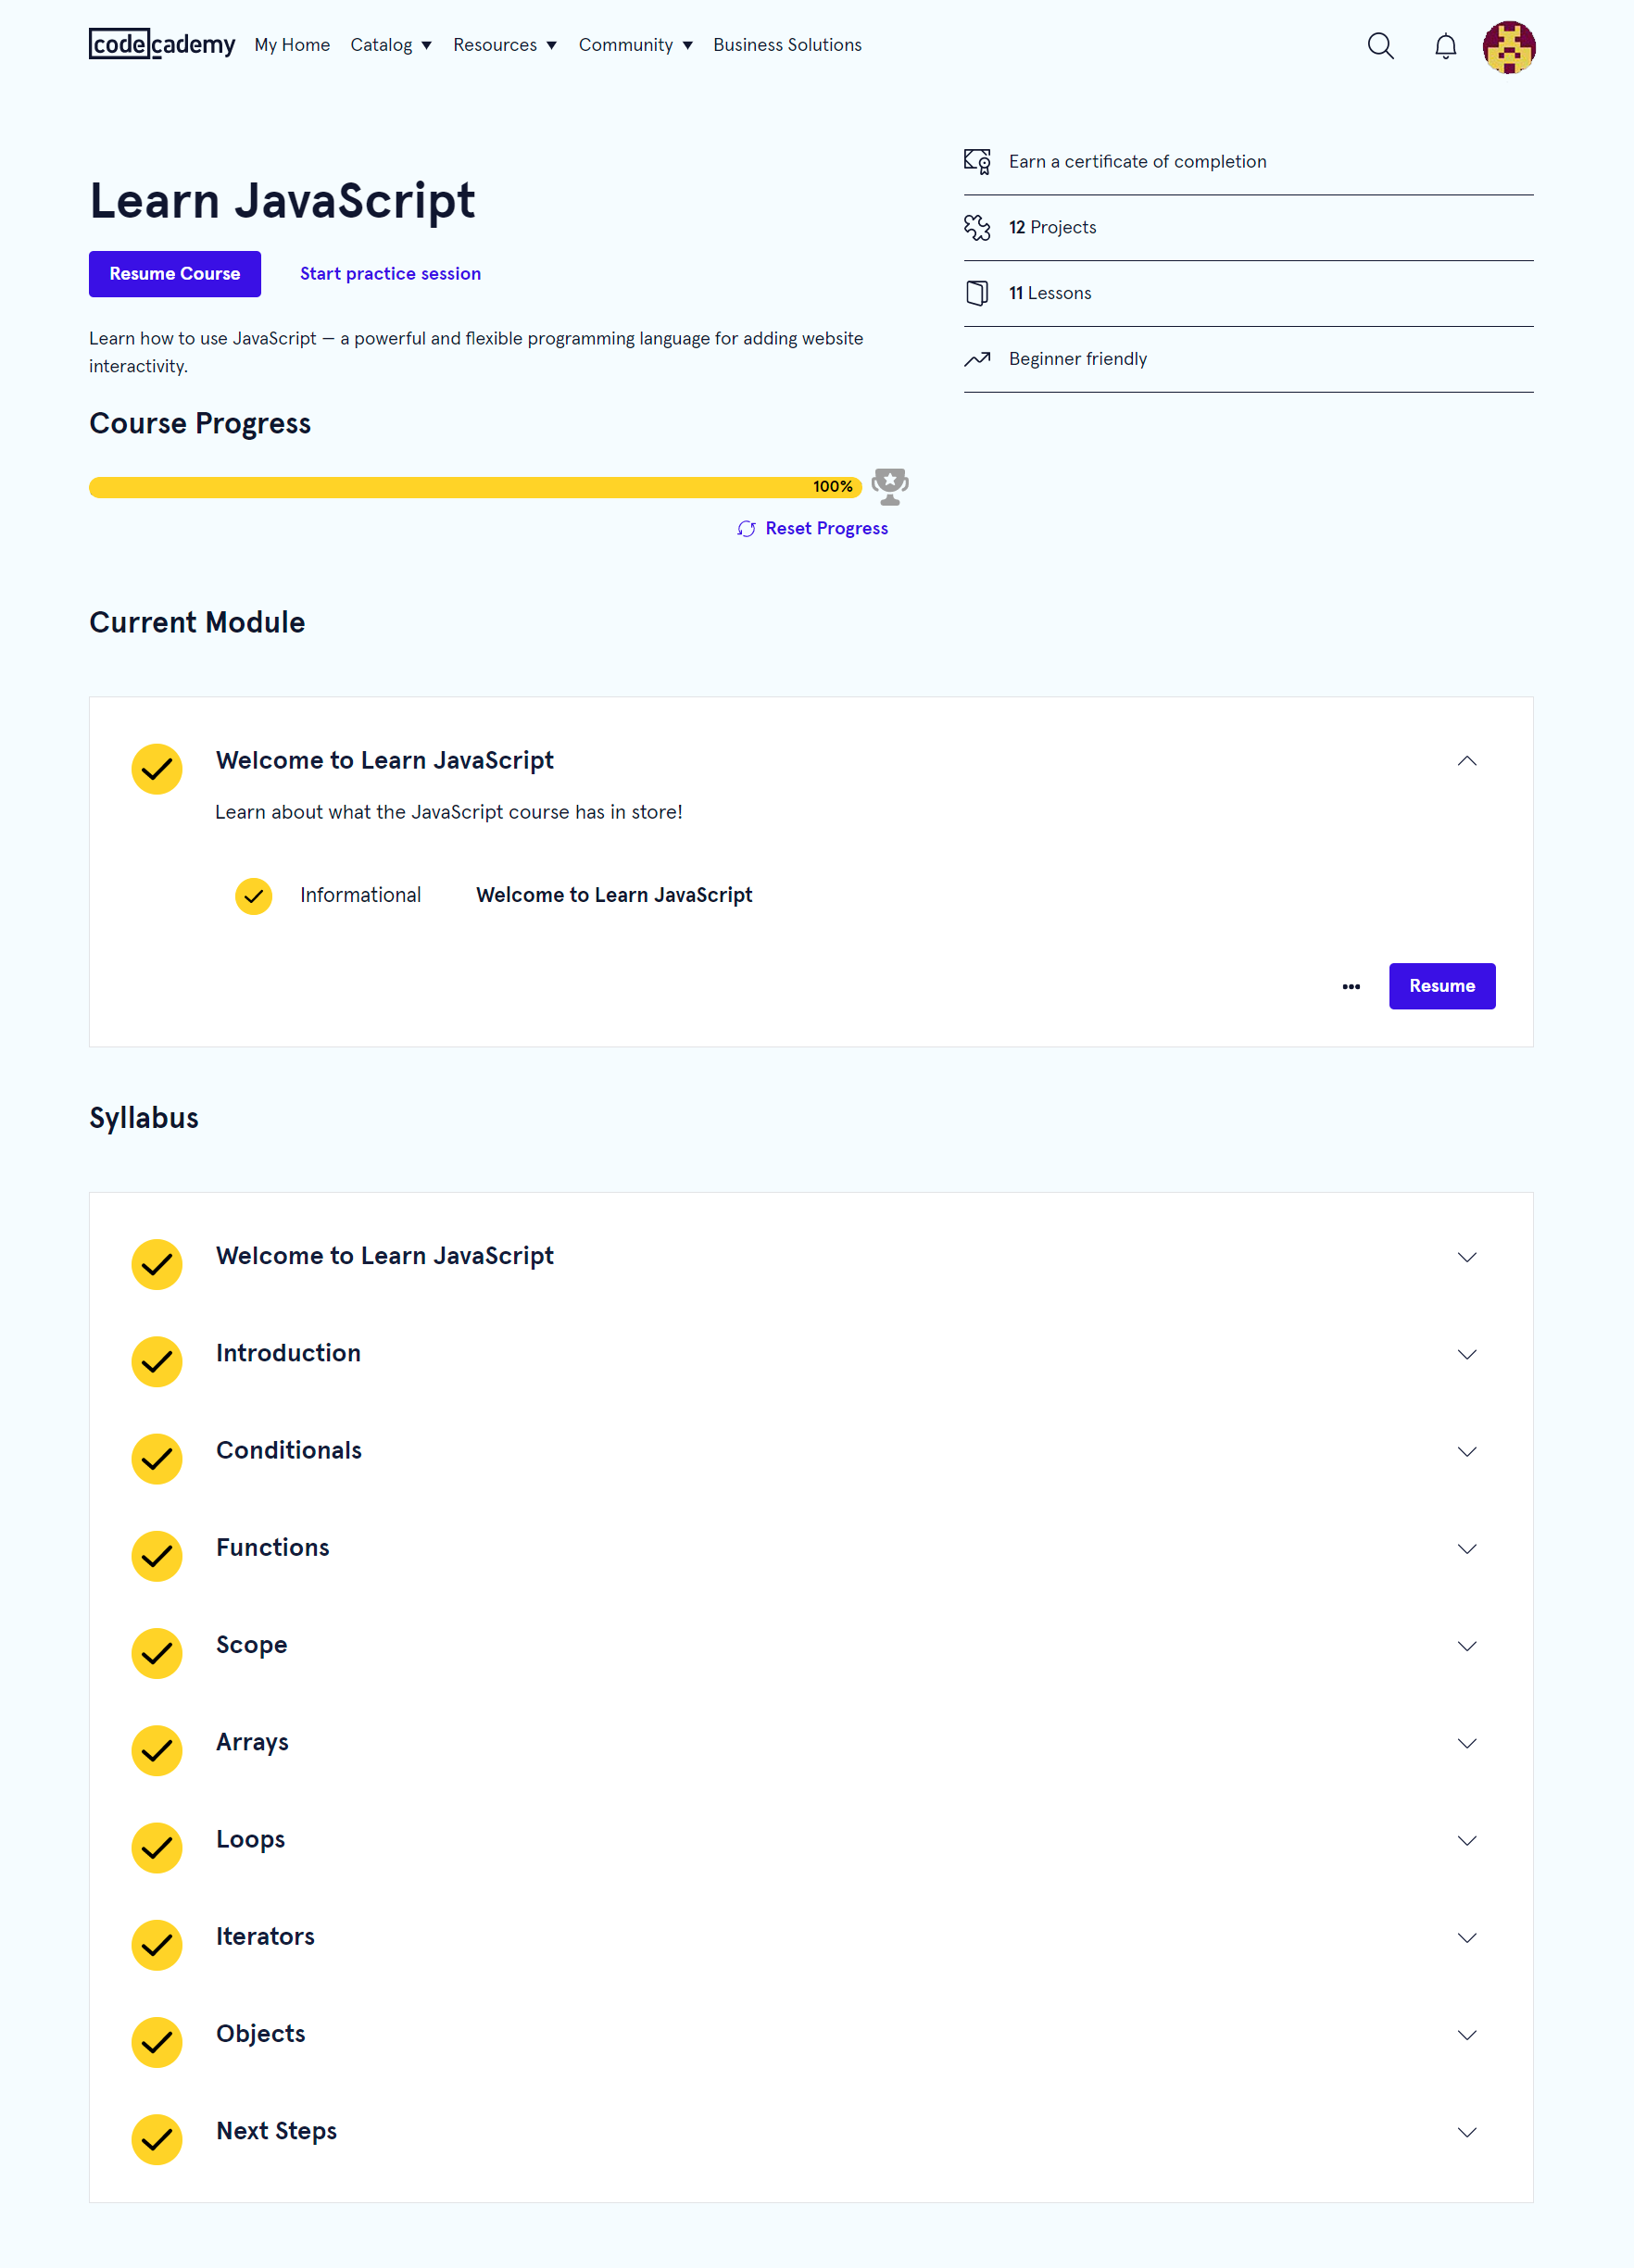 codecademy My Home Catalog Resources Community Business Solutions
Learn JavaScript
Resume Course Start practice session
Learn how to use JavaScript — a powerful and flexible programming language for adding website
interactivity.
Earn a certificate of completion
12 Projects
11 Lessons
Beginner friendly
Course Progress
100%
Reset Progress
Current Module
Welcome to Learn JavaScript
Learn about what the JavaScript course has in store!
Informational Welcome to Learn JavaScript
Resume
Syllabus
Welcome to Learn JavaScript
Introduction
Conditionals
Functions
Scope
Arrays
Loops
Iterators
Objects
Next Steps